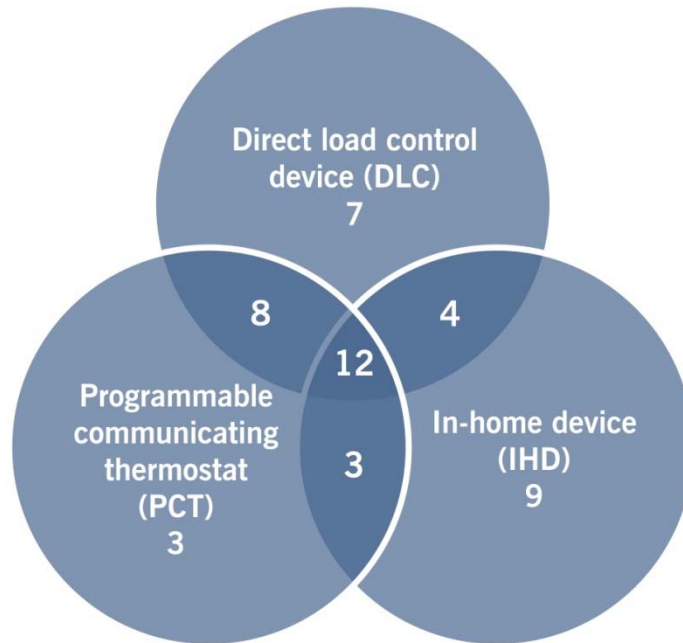 Direct load control
device (DLC)
7
8
4
12
Programmable
communicating
thermostat
(PCT)
3
3
In-home device
(IHD)
9